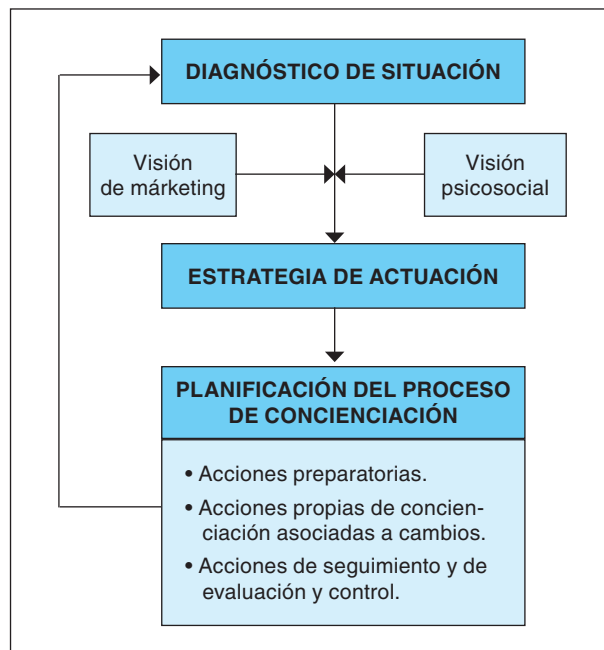 DIAGNÓSTICO DE SITUACIÓN
Visión
de márketing
Visión
psicosocial
ESTRATEGIA DE ACTUACIÓN
PLANIFICACIÓN DEL PROCESO
DE CONCIENCIACIÓN
• Acciones preparatorias.
• Acciones propias de concien-
ciación asociadas a cambios.
• Acciones de seguimiento y de
evaluación y control.